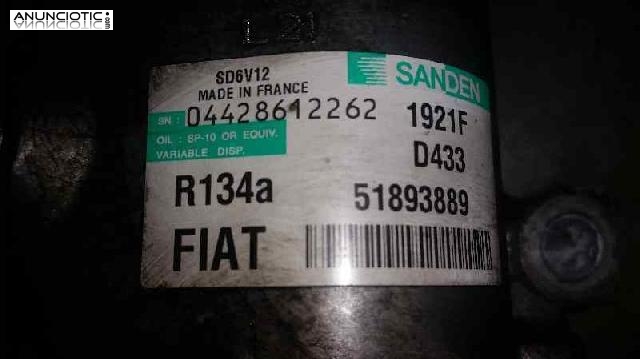 ANUNCIOTIC.es
L 21
SD6V12
MADE IN FRANCE
SANDEN
SN : 04428612262
1921F
OIL : SP-10 OR EQUIV.
VARIABLE DISP.
D433
R134a
51893889
FIAT